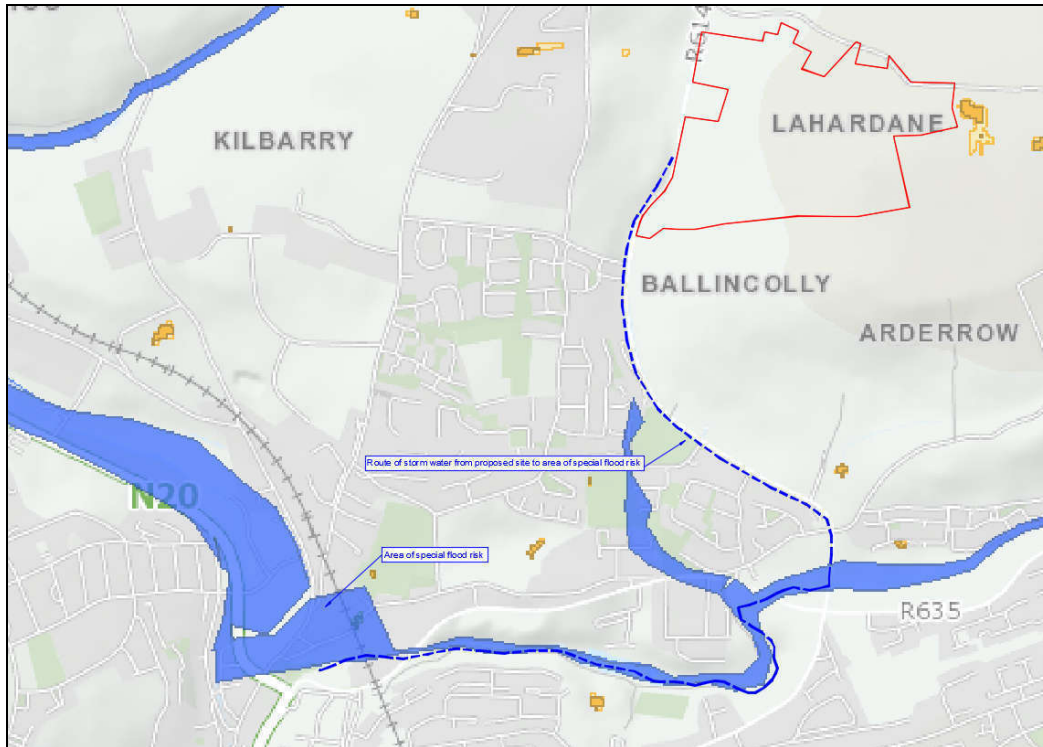 R614
KILBARRY
LAHARDANE
BALLINCOLLY
ARDERROW
Route of storm water from proposed site to area of special flood risk
N20
Area of special flood risk
R635